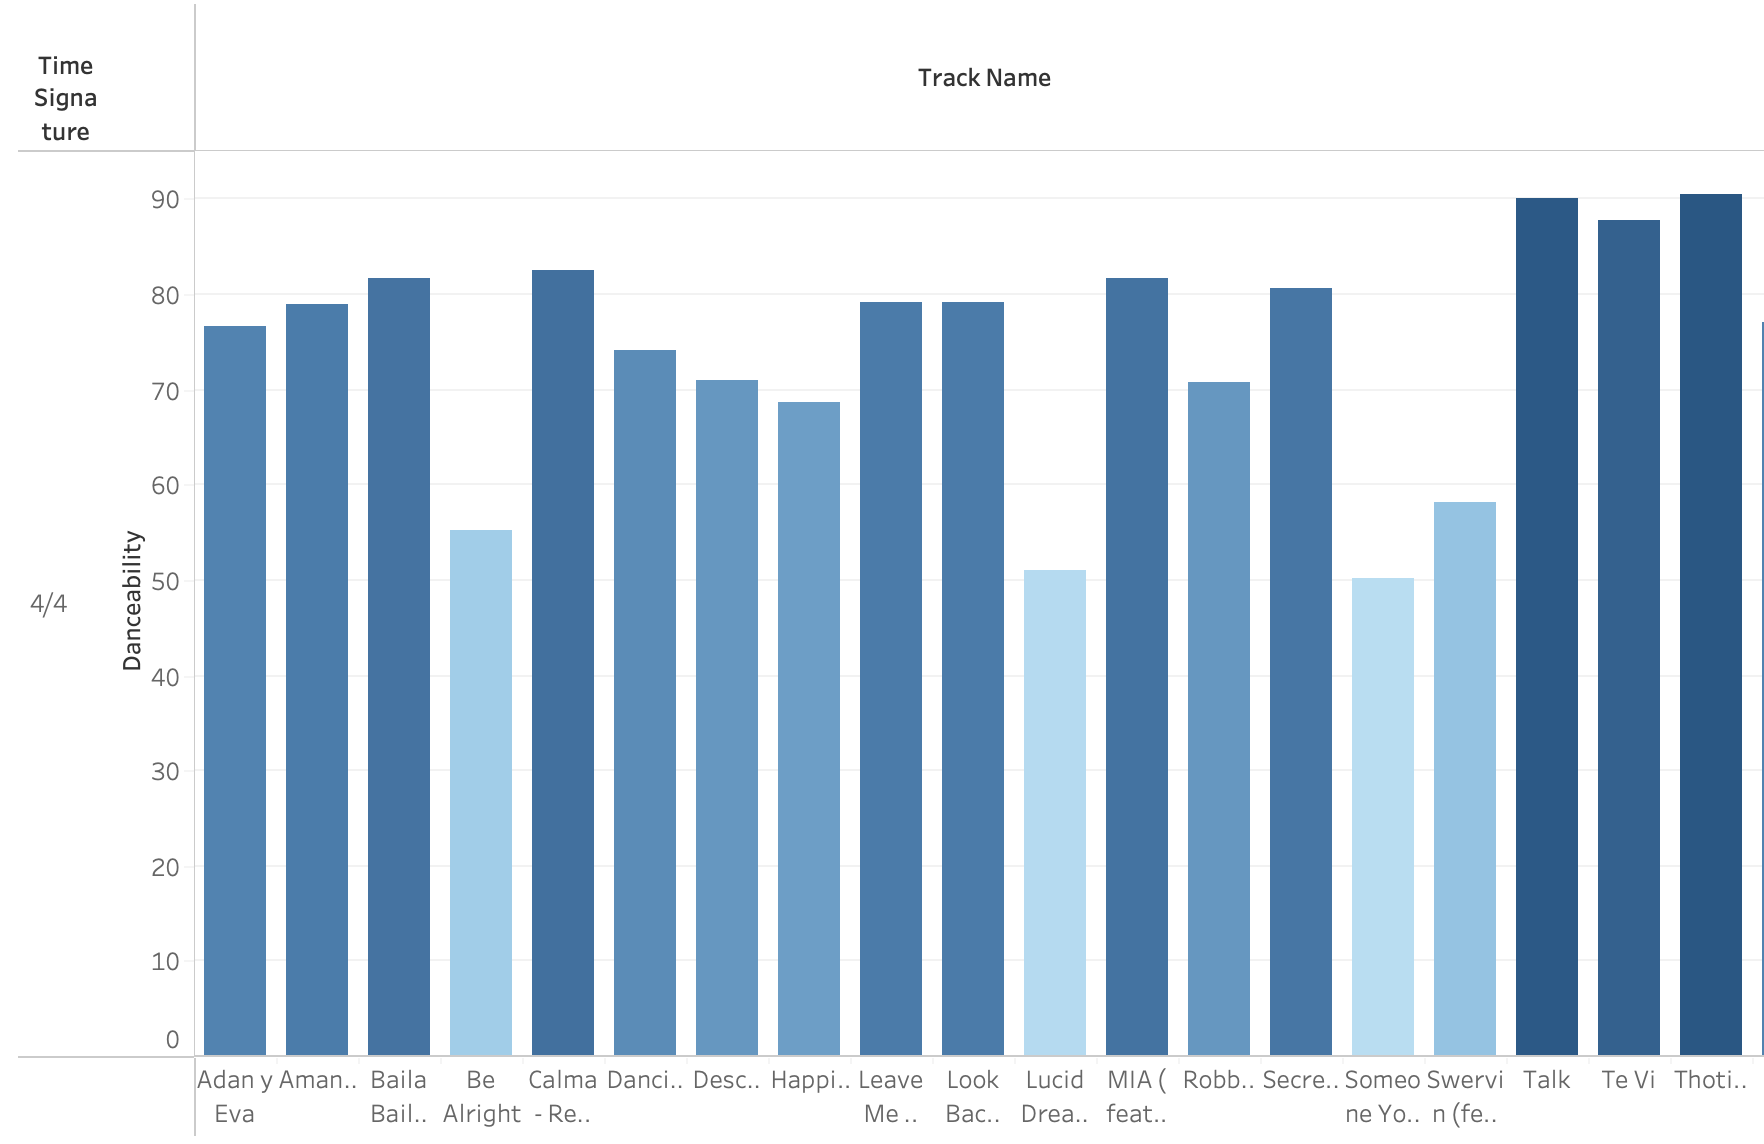 Time
Signa
ture
Track Name
90
80
70
60
50
40
30
20
10
0
Danceability
4/4
Adan y Aman.. Baila Be Calma Danci.. Desc.. Happi.. Leave Look Lucid MIA ( Robb.. Secre.. Someo Swervi Talk Te Vi Thoti..
Eva Bail.. Alright - Re.. Me .. Bac.. Drea.. feat.. ne Yo.. n (fe..